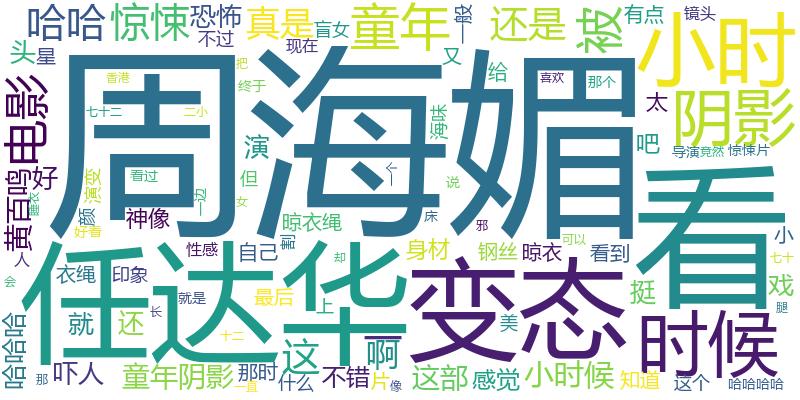 哈哈 惊悚 恐怖 真是 盲女 童年 一般 还是 被 有点 镜头 小时
头 星 不过 现在 又 给 喜欢 那个 太 阴影
电影 周海媚 香港 把 终于 七十二 二小 海味 吧 导演 竟然 惊悚片
黄百鸣 好 颜 演变 看过 一边 演 但 说 看
睡衣 好看 神像 女 晾衣绳 割 床 邪 小
人 会 衣绳 印象 性感 自己 身材 钢丝 晾衣 看到 可以 七十
任达华 变态 挺 戏
就 还 就是 最后 上 却 这 啊 美 时候 腿
哈哈哈 长 十二
那 吓人 童年阴影 一直 那时 什么 不错 片 像 这部 感觉 小时候 知道 这个 哈哈哈哈